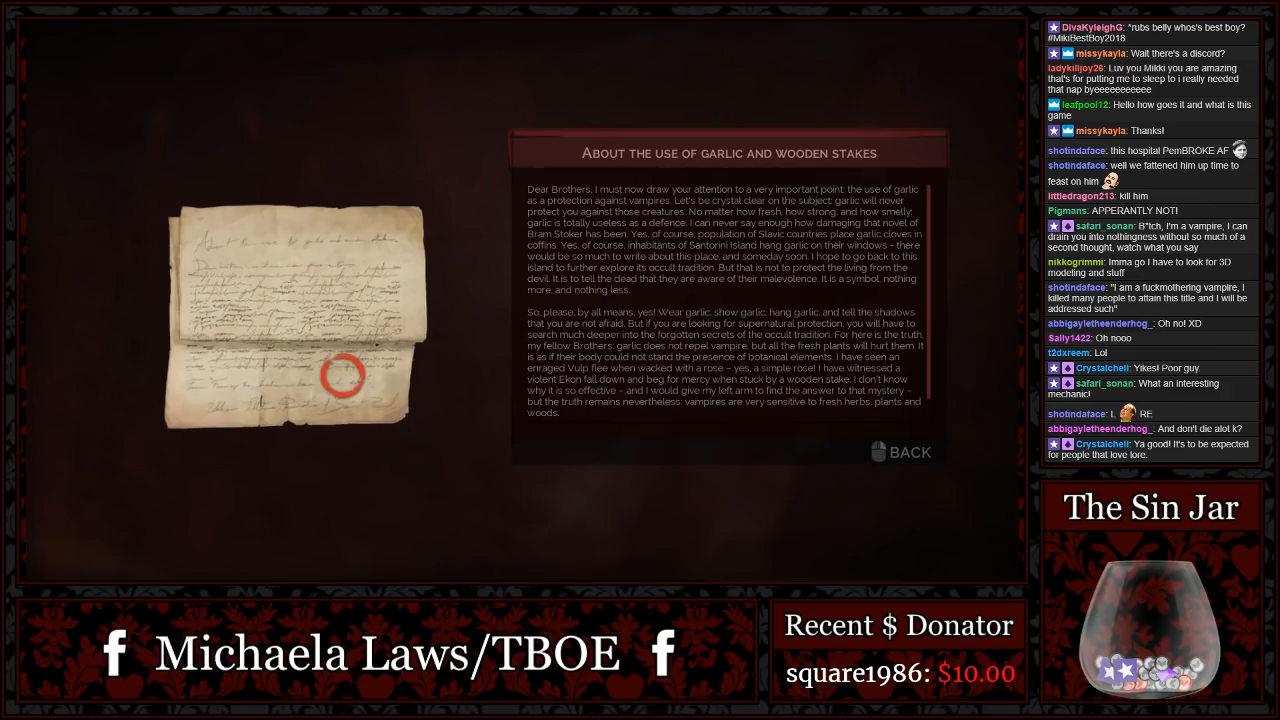 ABOUT THE USE OF GARLIC AND WOODEN STAKES
Dear Brothers, I must now draw your attention to a very important point: the use of garlic
as a protection against vampires. Let's be crystal clear on the subject: garlic will never
protect you against those creatures. No matter how fresh, how strong, and how smelly:
garlic is totally useless as a defence. I can never say enough how damaging that novel of
Bram Stoker has been. Yes, of course, population of Slavic countries place garlic cloves in
coffins. Yes, of course, inhabitants of Santorini Island hang garlic on their windows - there
would be so much to write about this place, and someday soon, I hope to go back to this
island to further explore its occult tradition. But that is not to protect the living from the
devil. It is to tell the dead that they are aware of their malevolence. It is a symbol, nothing
more, and nothing less.
So, please, by all means, yes! Wear garlic, show garlic, hang garlic, and tell the shadows
that you are not afraid. But if you are looking for supernatural protection, you will have to
search much deeper into the forgotten secrets of the occult tradition. For here is the truth,
my fellow Brothers: garlic does not repel vampire, but all the fresh plants will hurt them. It
is as if their body could not stand the presence of botanical elements. I have seen an
enraged Vulp flee when wacked with a rose – yes, a simple rose! I have witnessed a
violent Ekon fall down and beg for mercy when stuck by a wooden stake. I don't know
why it is so effective – and I would give my left arm to find the answer to that mystery –
but the truth remains nevertheless: vampires are very sensitive to fresh herbs, plants and
woods.
BACK
DivaKyleighG: *rubs belly whos's best boy?
#MikiBestBoy2018
missykayla: Wait there's a discord?
ladykilljoy26: Luv you Mikki you are amazing
that's for putting me to sleep to i really needed
that nap byeeeeeeeeeee
leafpool12: Hello how goes it and what is this
game
missykayla: Thanks!
shotindaface: this hospital PemBROKE AF
shotindaface: well we fattened him up time to
feast on him
littledragon213: kill him
Pigmans: APPERANTLY NOT!
safari_sonan: B*tch, I'm a vampire, I can
drain you into nothingness without so much of a
second thought, watch what you say
nikkogrimmi: Imma go I have to look for 3D
modeling and stuff
shotindaface: "I am a fuckmothering vampire, I
killed many people to attain this title and I will be
addressed such"
abbigayletheenderhog_: Oh no! XD
Sally1422: Oh nooo
t2dxreem: Lol
Crystalchell: Yikes! Poor guy.
safari_sonan: What an interesting
mechanic!
shotindaface: L RE
abbigayletheenderhog_: And don't die alot k?
Crystalchell: Ya good! It's to be expected
for people that love lore.
The Sin Jar
f Michaela Laws/TBOE f
Recent $ Donator
square1986: $10.00